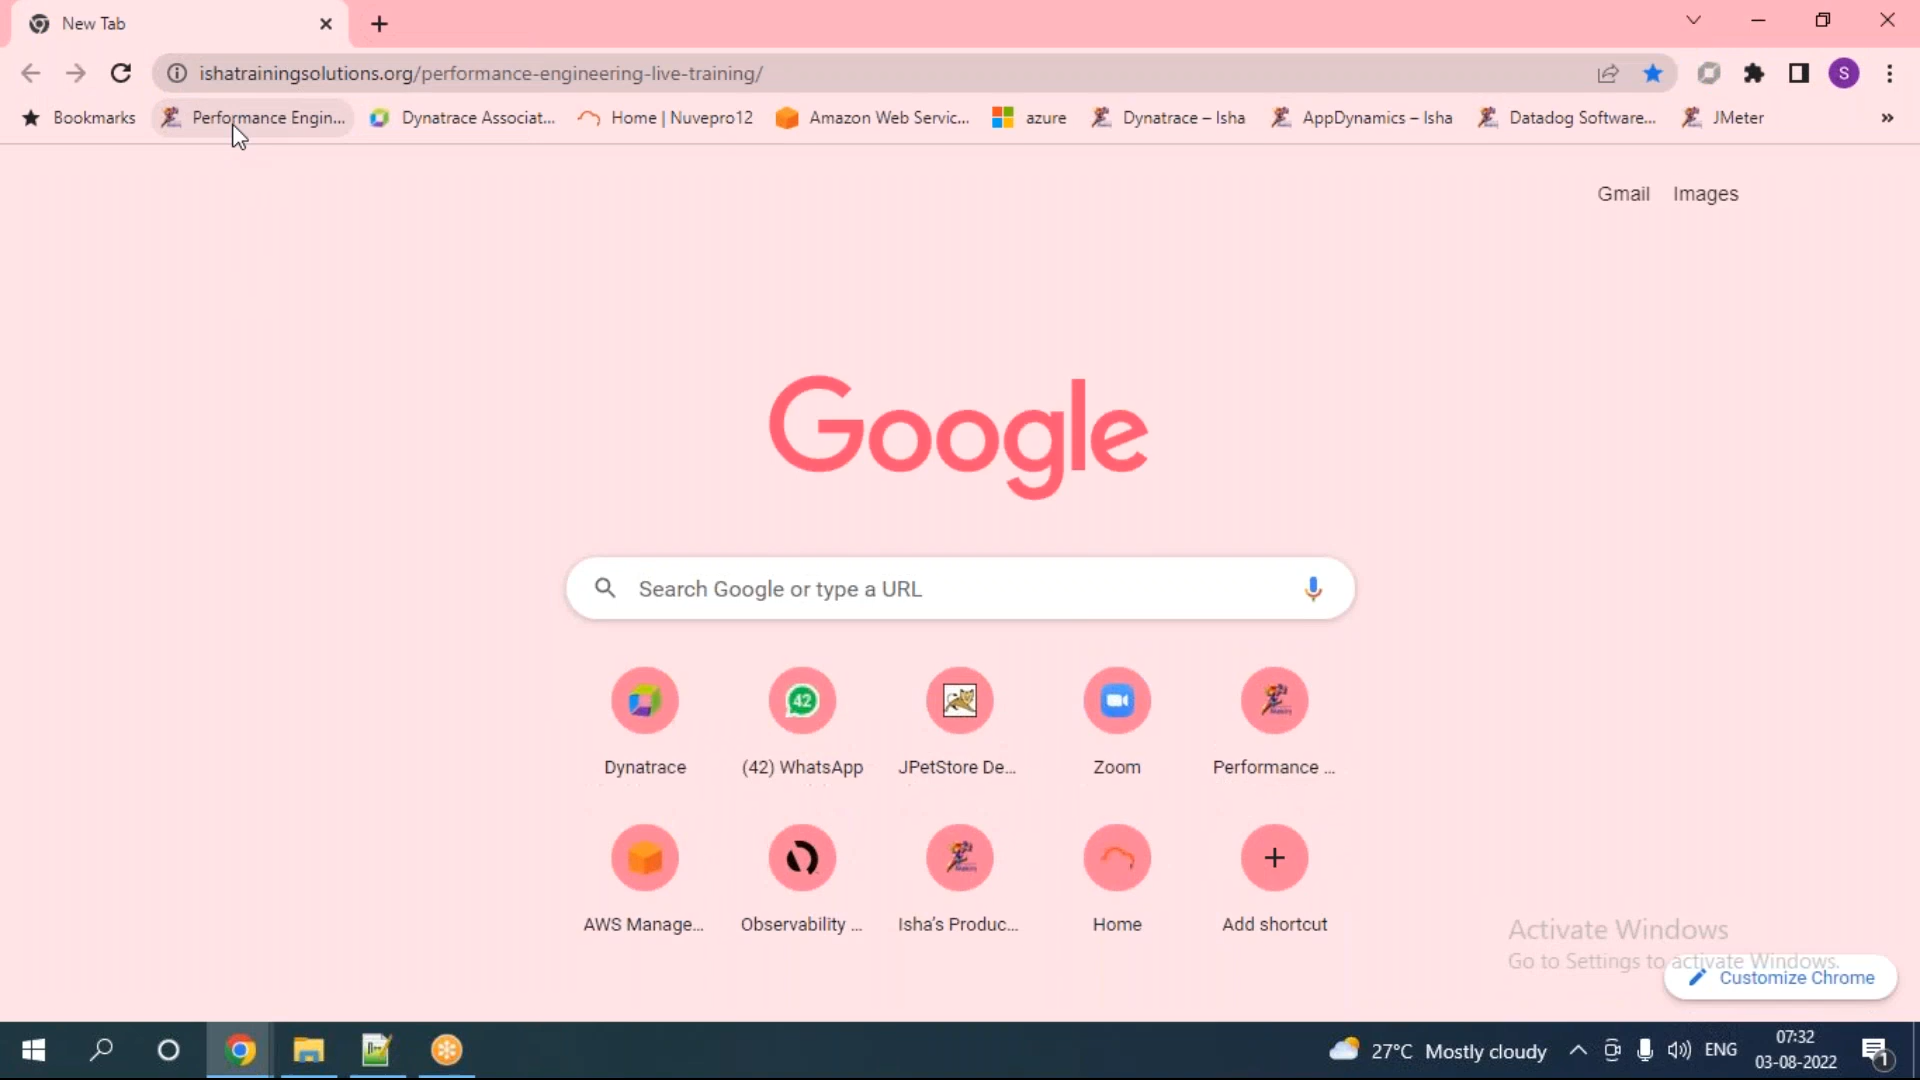 New Tab
ishatrainingsolutions.org/performance-engineering-live-training/
S
Bookmarks
Performance Engin...
Dynatrace Associat...
Home | Nuvepro12
Amazon Web Servic...
azure
Dynatrace – Isha
AppDynamics – Isha
Datadog Software...
JMeter
»
Gmail
Images
Google
Search Google or type a URL
42
Dynatrace
(42) WhatsApp
JPetStore De...
Zoom
Performance ...
AWS Manage...
Observability ...
Isha's Produc...
Home
Add shortcut
Activate Windows
Go to Settings to activate Windows.
Customize Chrome
27°C Mostly cloudy
ENG
07:32
03-08-2022
1